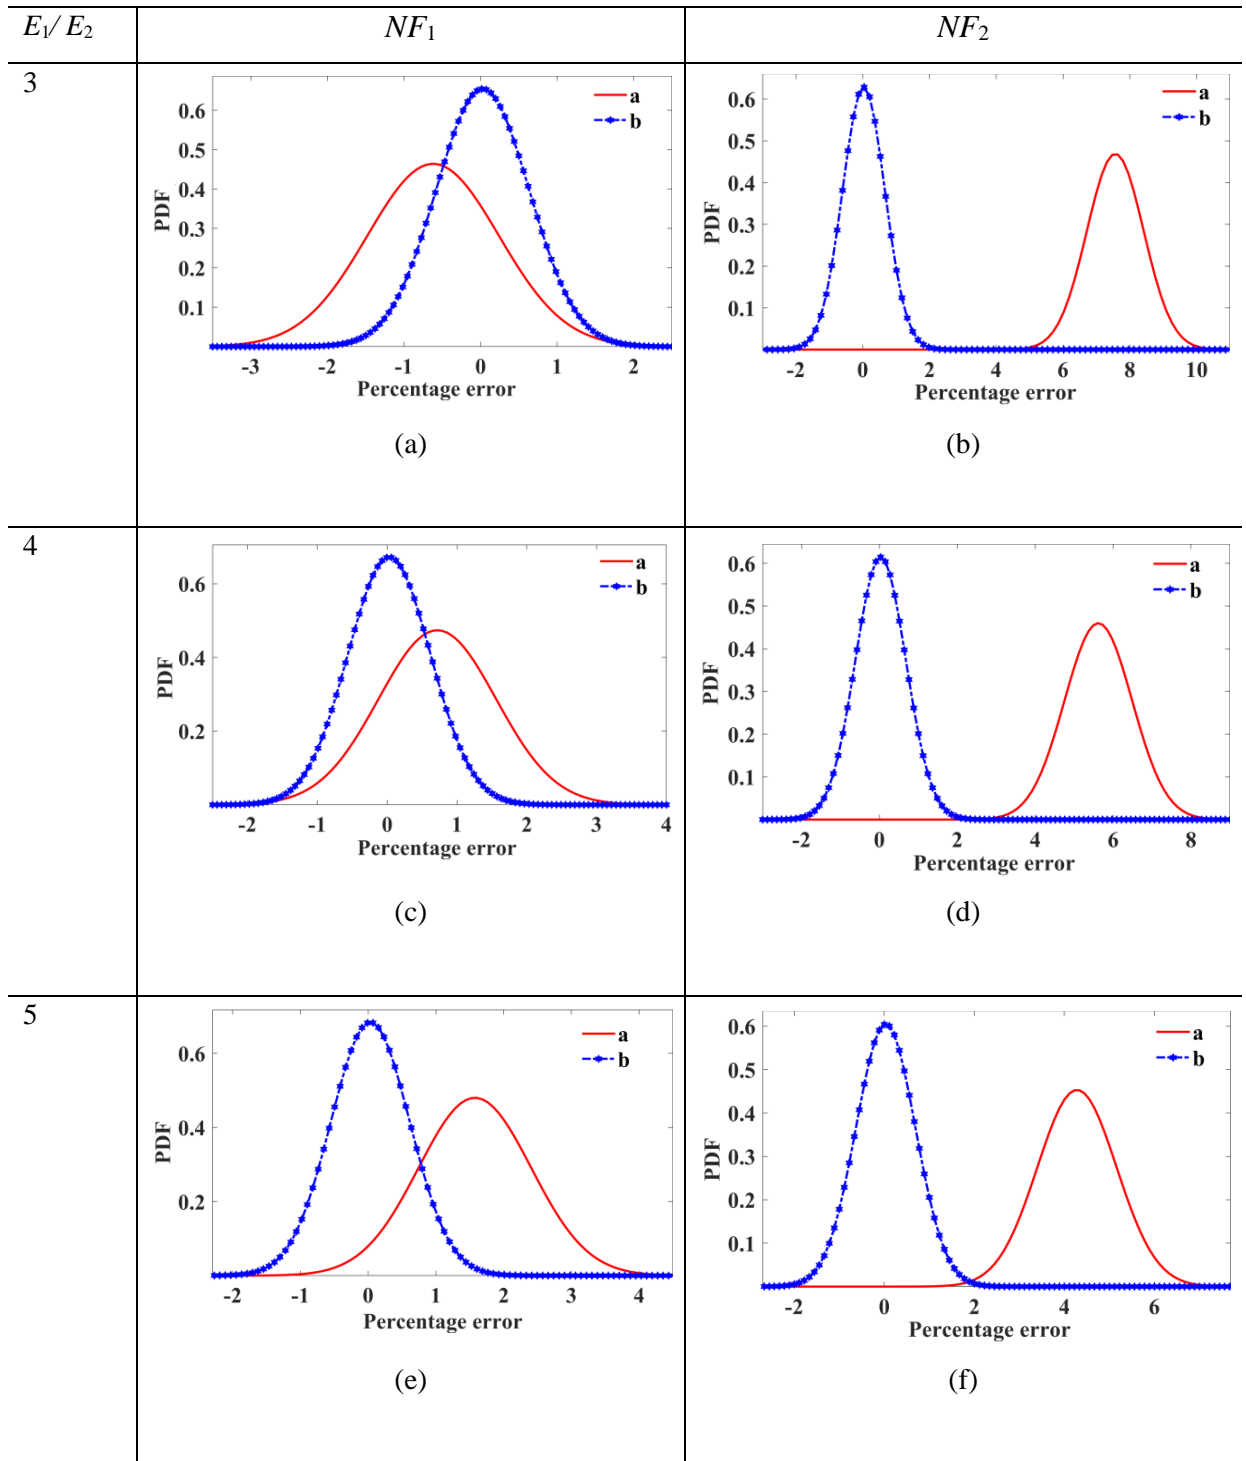 E1/ E2 NF1 NF2
3
a
b
0.6
0.5
0.4
0.3
0.2
0.1
PDF
-3 -2 -1 0 1 2
Percentage error
(a)
a
b
0.6
0.5
0.4
0.3
0.2
0.1
PDF
-2 0 2 4 6 8 10
Percentage error
(b)
4
a
b
0.6
0.4
0.2
PDF
-2 -1 0 1 2 3 4
Percentage error
(c)
a
b
0.6
0.5
0.4
0.3
0.2
0.1
PDF
-2 0 2 4 6 8
Percentage error
(d)
5
a
b
0.6
0.4
0.2
PDF
-2 -1 0 1 2 3 4
Percentage error
(e)
a
b
0.6
0.5
0.4
0.3
0.2
0.1
PDF
-2 0 2 4 6
Percentage error
(f)